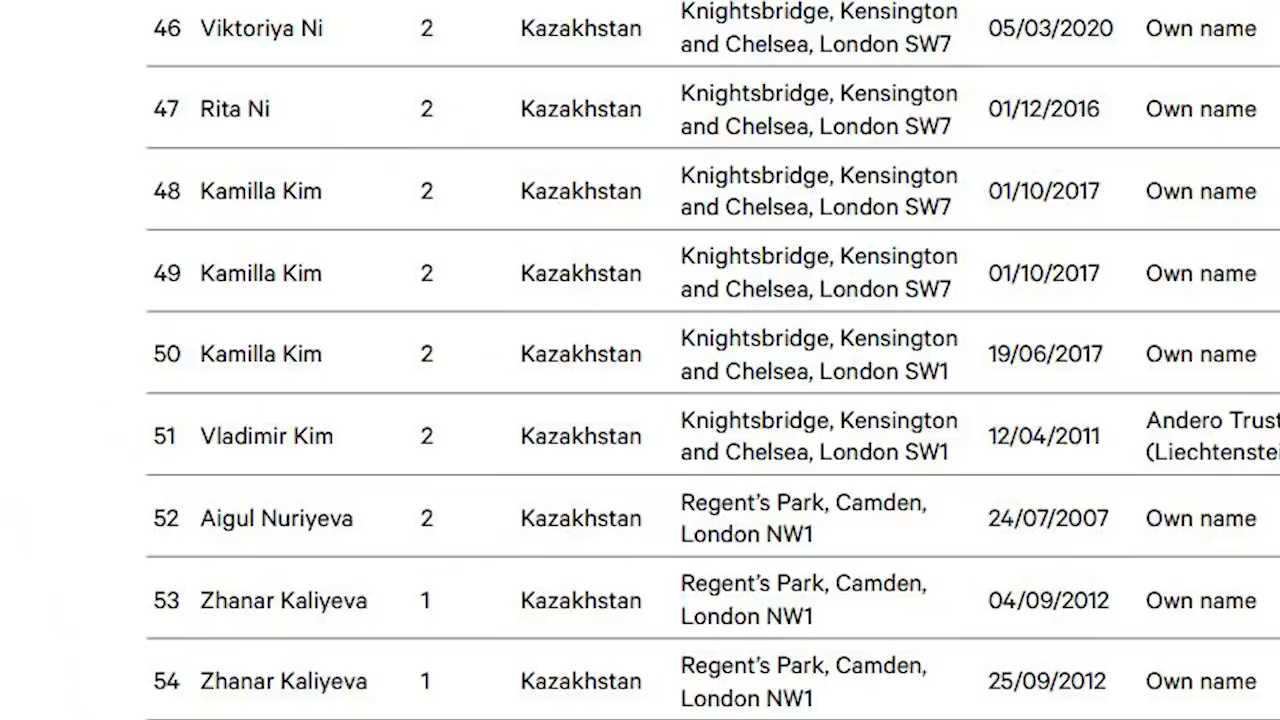 46 Viktoriya Ni 2 Kazakhstan Knightsbridge, Kensington and Chelsea, London SW7 05/03/2020 Own name
47 Rita Ni 2 Kazakhstan Knightsbridge, Kensington and Chelsea, London SW7 01/12/2016 Own name
48 Kamilla Kim 2 Kazakhstan Knightsbridge, Kensington and Chelsea, London SW7 01/10/2017 Own name
49 Kamilla Kim 2 Kazakhstan Knightsbridge, Kensington and Chelsea, London SW7 01/10/2017 Own name
50 Kamilla Kim 2 Kazakhstan Knightsbridge, Kensington and Chelsea, London SW1 19/06/2017 Own name
51 Vladimir Kim 2 Kazakhstan Knightsbridge, Kensington and Chelsea, London SW1 12/04/2011 Andero Trust (Liechtenstei
52 Aigul Nuriyeva 2 Kazakhstan Regent’s Park, Camden, London NW1 24/07/2007 Own name
53 Zhanar Kaliyeva 1 Kazakhstan Regent’s Park, Camden, London NW1 04/09/2012 Own name
54 Zhanar Kaliyeva 1 Kazakhstan Regent’s Park, Camden, London NW1 25/09/2012 Own name